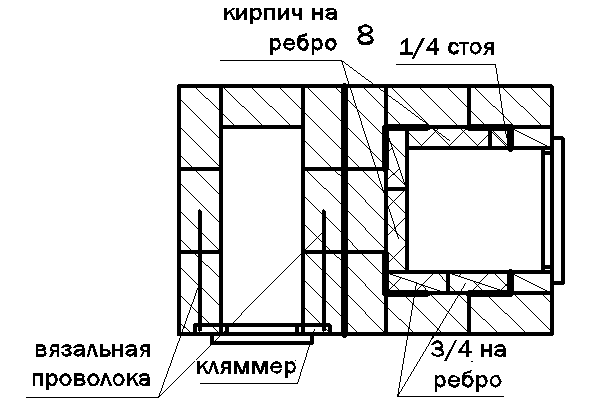 кирпич на
ребро
8
1/4 стоя
вязальная
проволока
кляммер
3/4 на
ребро